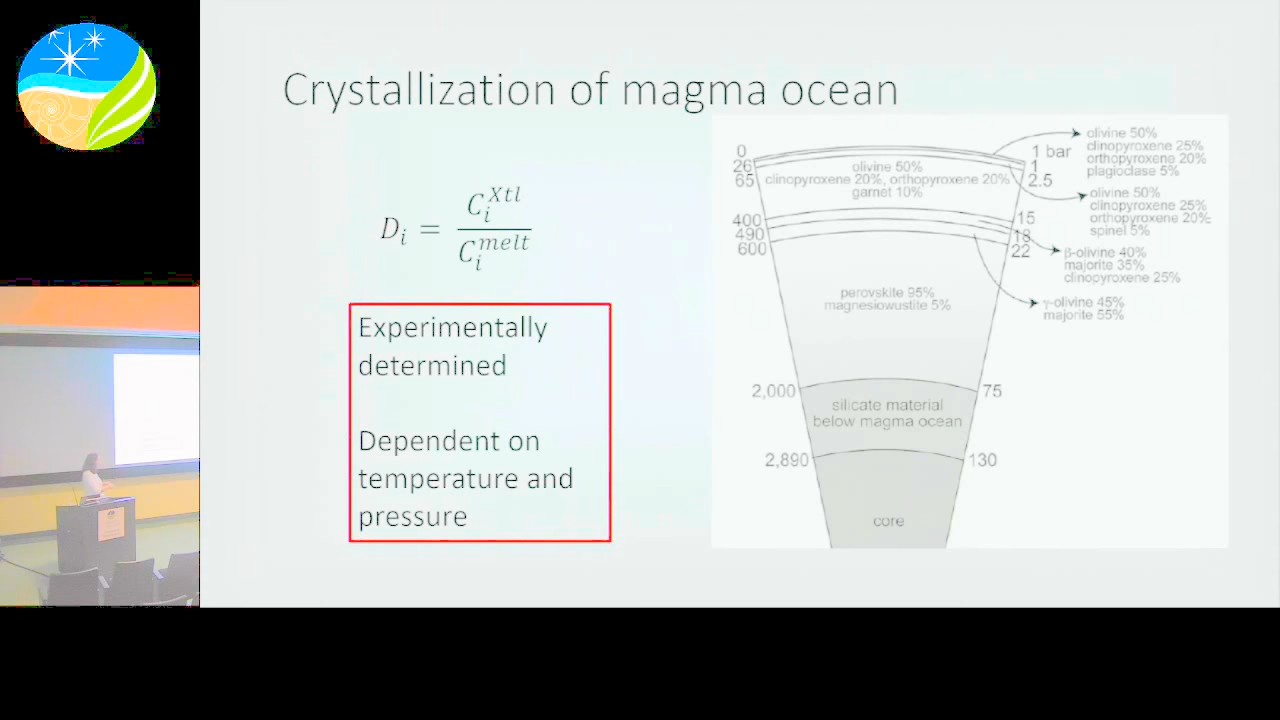 Crystallization of magma ocean
D_i = C_i^{Xtl} / C_i^{melt}
Experimentally
determined
Dependent on
temperature and
pressure
0
26
65
400
490
600
2,000
2,890
1 bar
1
2.5
15
18
22
75
130
olivine 50%
clinopyroxene 20%, orthopyroxene 20%
garnet 10%
perovskite 95%
magnesiowustite 5%
silicate material
below magma ocean
core
olivine 50%
clinopyroxene 25%
orthopyroxene 20%
plagioclase 5%
olivine 50%
clinopyroxene 25%
orthopyroxene 20%
spinel 5%
β-olivine 40%
majorite 35%
clinopyroxene 25%
γ-olivine 45%
majorite 55%